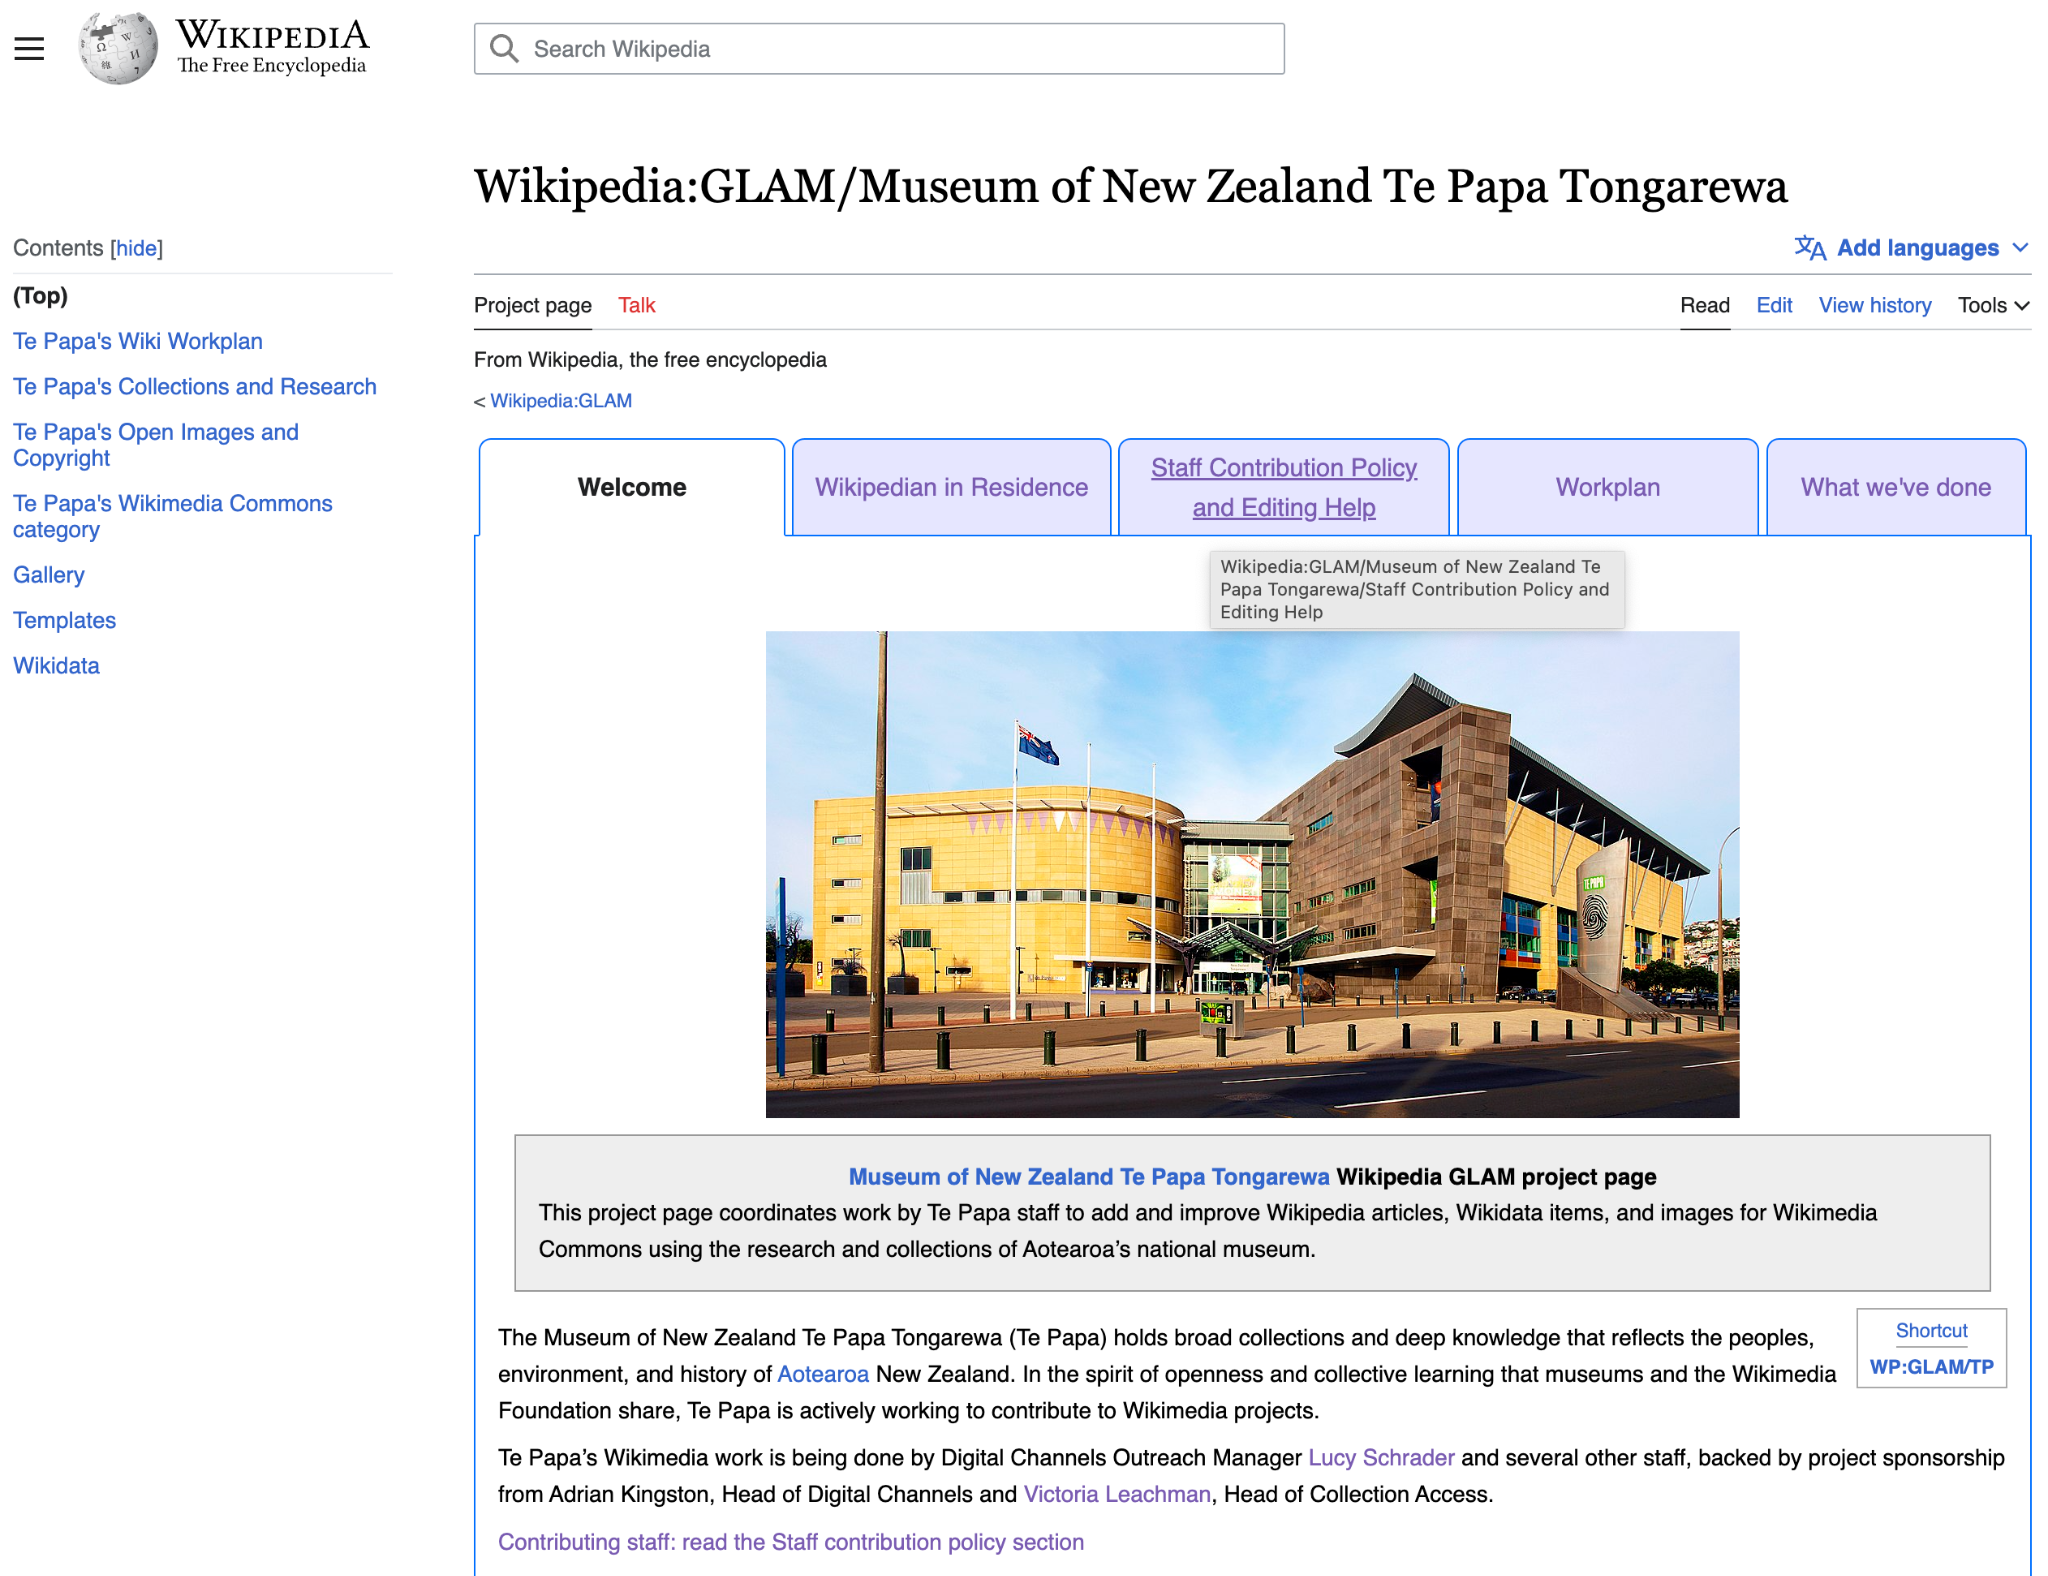 WIKIPEDIA
The Free Encyclopedia
Search Wikipedia
Wikipedia:GLAM/Museum of New Zealand Te Papa Tongarewa
Add languages
Contents [hide]
(Top)
Te Papa's Wiki Workplan
Te Papa's Collections and Research
Te Papa's Open Images and
Copyright
Te Papa's Wikimedia Commons
category
Gallery
Templates
Wikidata
Project page Talk
Read Edit View history Tools
From Wikipedia, the free encyclopedia
< Wikipedia:GLAM
Welcome
Wikipedian in Residence
Staff Contribution Policy
and Editing Help
Workplan
What we've done
Wikipedia:GLAM/Museum of New Zealand Te
Papa Tongarewa/Staff Contribution Policy and
Editing Help
TE PAPA
Museum of New Zealand Te Papa Tongarewa Wikipedia GLAM project page
This project page coordinates work by Te Papa staff to add and improve Wikipedia articles, Wikidata items, and images for Wikimedia
Commons using the research and collections of Aotearoa’s national museum.
Shortcut
WP:GLAM/TP
The Museum of New Zealand Te Papa Tongarewa (Te Papa) holds broad collections and deep knowledge that reflects the peoples,
environment, and history of Aotearoa New Zealand. In the spirit of openness and collective learning that museums and the Wikimedia
Foundation share, Te Papa is actively working to contribute to Wikimedia projects.
Te Papa’s Wikimedia work is being done by Digital Channels Outreach Manager Lucy Schrader and several other staff, backed by project sponsorship
from Adrian Kingston, Head of Digital Channels and Victoria Leachman, Head of Collection Access.
Contributing staff: read the Staff contribution policy section